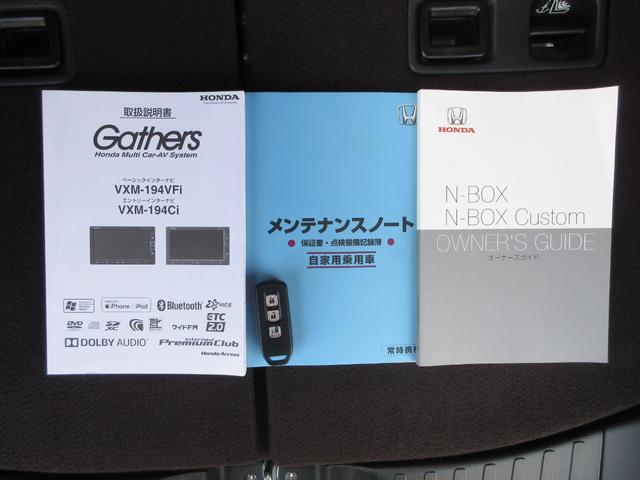 HONDA
取扱説明書
Gathers
Honda Multi Car-AV System
ベーシックインターナビ
VXM-194VFi
エントリーインターナビ
VXM-194Ci
iPhone iPod
Bluetooth
VICS
DVD
SD XC
ワイドFM
ETC 2.0
DOLBY AUDIO
internavi PremiumClub
Honda Access
メンテナンスノート
保証書・点検整備記録簿
自家用乗用車
常時携
HONDA
N-BOX
N-BOX Custom
OWNER'S GUIDE
オーナーズガイド